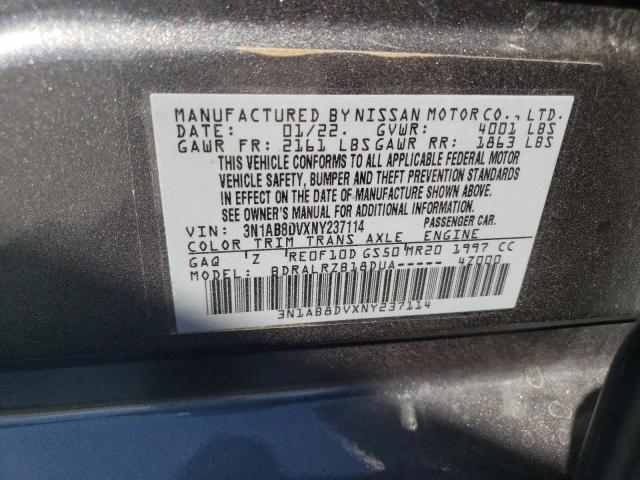 MANUFACTURED BY NISSAN MOTOR CO., LTD.
DATE: 01/22. GVWR: 4001 LBS
GAWR FR: 2161 LBS GAWR RR: 1863 LBS
THIS VEHICLE CONFORMS TO ALL APPLICABLE FEDERAL MOTOR
VEHICLE SAFETY, BUMPER AND THEFT PREVENTION STANDARDS
IN EFFECT ON THE DATE OF MANUFACTURE SHOWN ABOVE.
SEE OWNER'S MANUAL FOR ADDITIONAL INFORMATION.
VIN: 3N1AB8DVXNY237114 PASSENGER CAR.
COLOR TRIM TRANS AXLE ENGINE
GAQ Z RE0F10D GS50 MR20 1997 CC
MODEL: BDRALRZB18DUA----- 4Z000
3N1AB8DVXNY237114